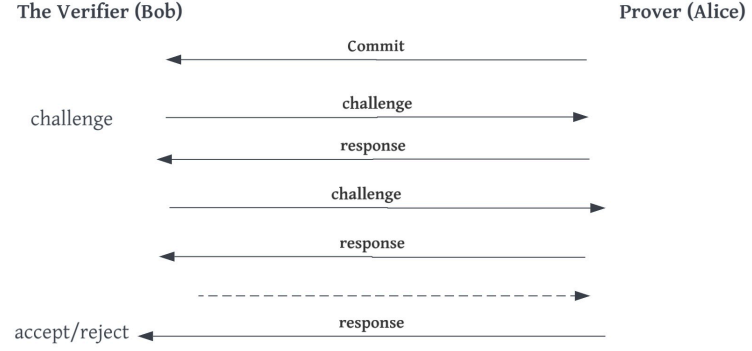 The Verifier (Bob) Prover (Alice)
Commit
challenge
challenge
response
challenge
response
response
accept/reject